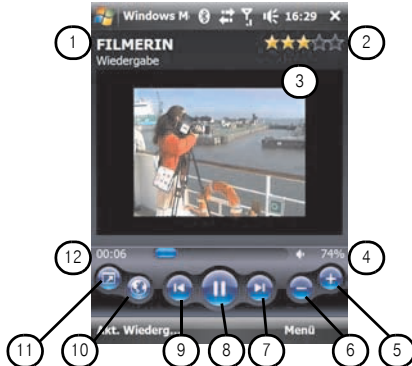 Windows M 16:29
1 FILMERIN 2
Wiedergabe
3
12 00:06 74% 4
Akt. Wiederg... Menü
11 10 9 8 7 6 5